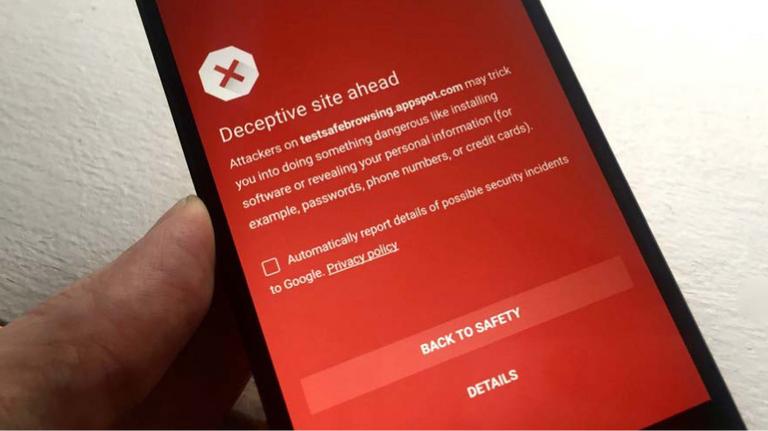 Deceptive site ahead
Attackers on testsafebrowsing.appspot.com may trick
you into doing something dangerous like installing
software or revealing your personal information (for
example, passwords, phone numbers, or credit cards).
Automatically report details of possible security incidents
to Google. Privacy policy
BACK TO SAFETY
DETAILS